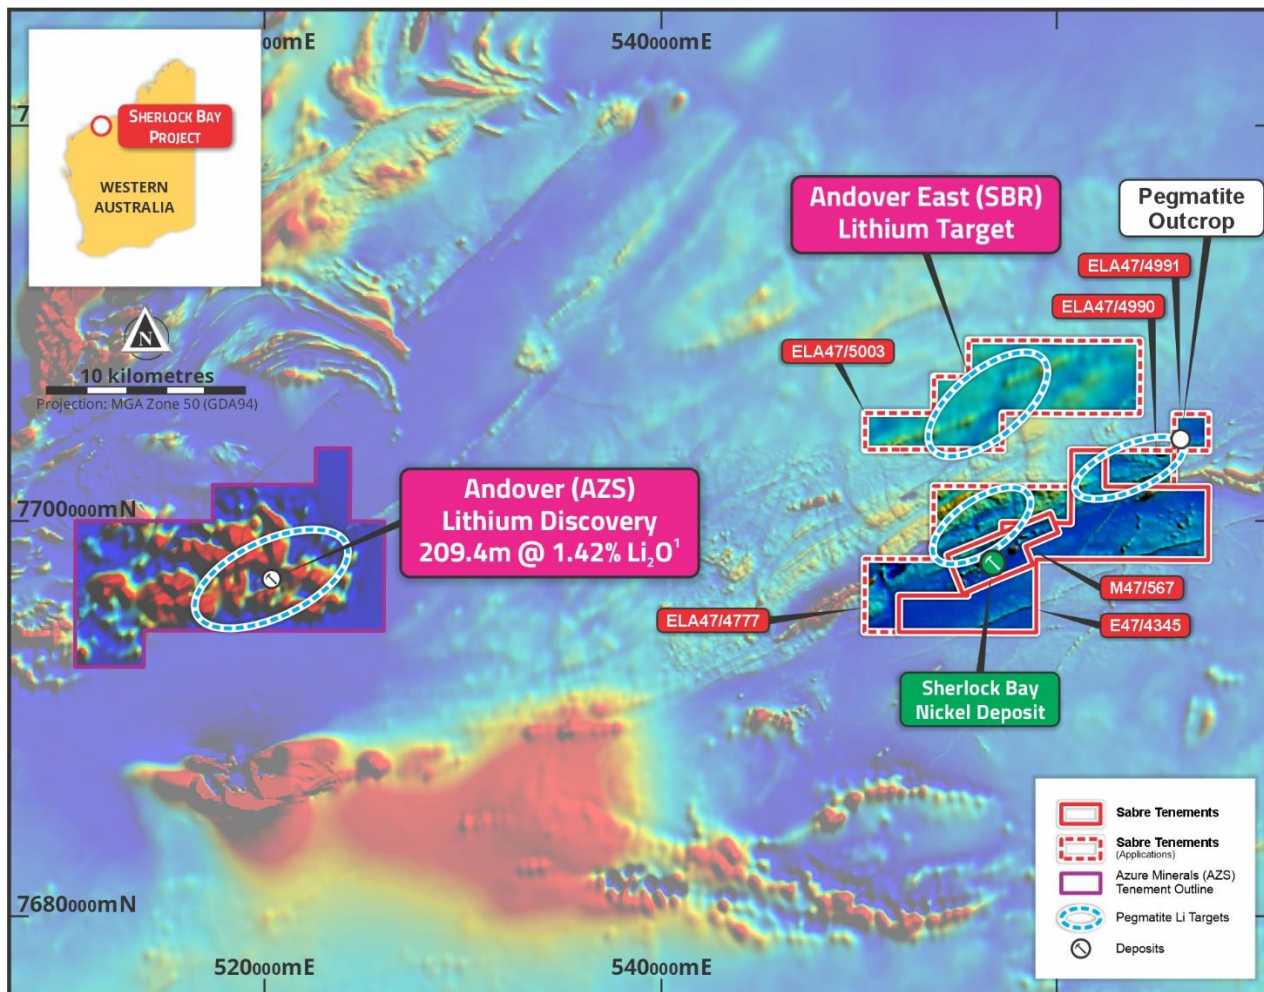 000mE
540000mE
7
SHERLOCK BAY
PROJECT
WESTERN
AUSTRALIA
N
10 kilometres
Projection: MGA Zone 50 (GDA94)
Andover East (SBR)
Lithium Target
Pegmatite
Outcrop
ELA47/4991
ELA47/4990
ELA47/5003
7700000mN
Andover (AZS)
Lithium Discovery
209.4m @ 1.42% Li₂O¹
ELA47/4777
M47/567
E47/4345
Sherlock Bay
Nickel Deposit
7680000mN
520000mE
540000mE
Sabre Tenements
Sabre Tenements
(Applications)
Azure Minerals (AZS)
Tenement Outline
Pegmatite Li Targets
Deposits